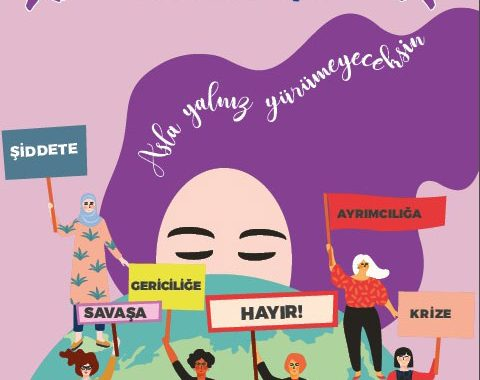 Asla yalnız yürümeyeceksin
ŞİDDETE
AYRIMCILIĞA
GERİCİLİĞE
SAVAŞA
HAYIR!
KRİZE